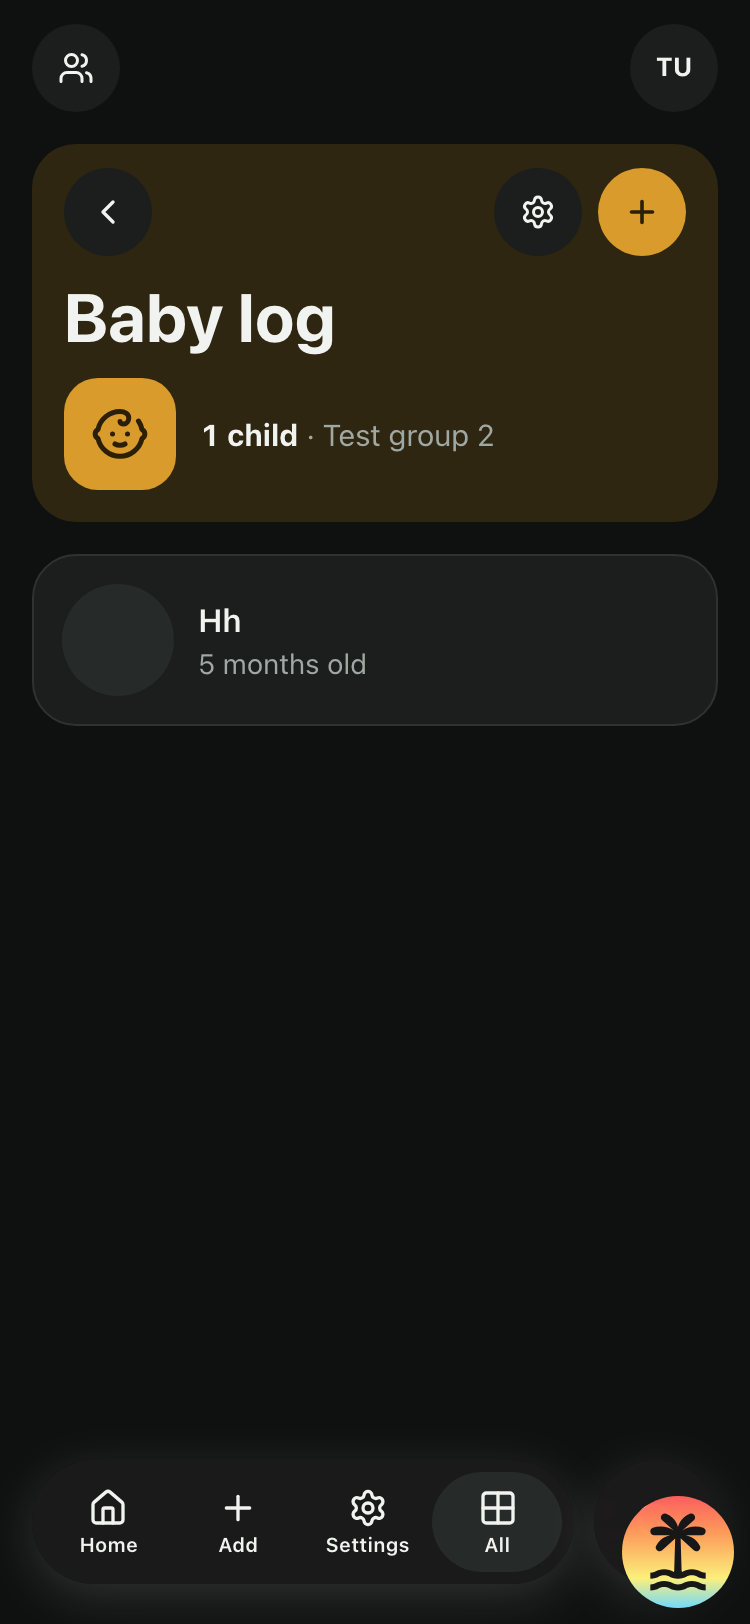 TU
Baby log
1 child · Test group 2
Hh
5 months old
Home
Add
Settings
All